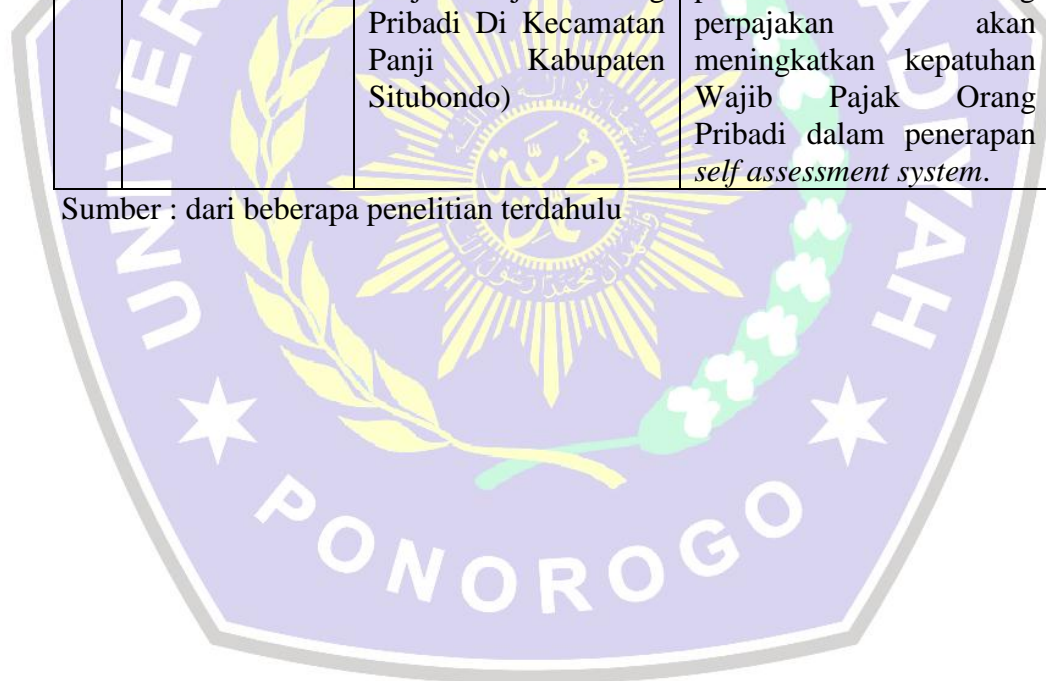 Pribadi Di Kecamatan
Panji Kabupaten
Situbondo)
perpajakan akan
meningkatkan kepatuhan
Wajib Pajak Orang
Pribadi dalam penerapan
self assessment system.
Sumber : dari beberapa penelitian terdahulu
PONOROGO